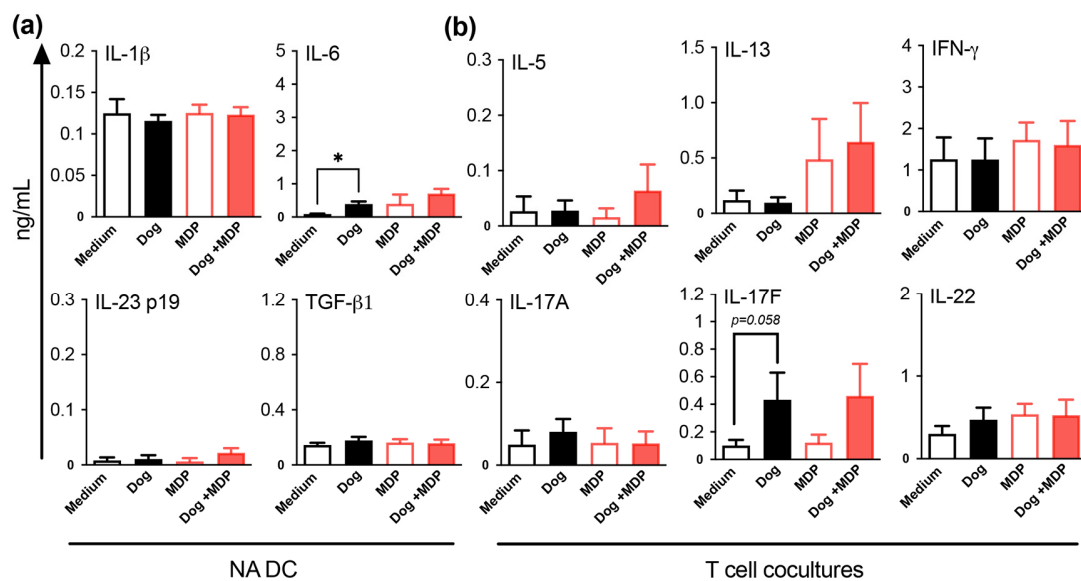 (a)
(b)
ng/mL
IL-1β
0.2
0.15
0.1
0.05
0
Medium
Dog
MDP
Dog +MDP
IL-6
6
5
4
3
2
1
0
*
Medium
Dog
MDP
Dog +MDP
IL-5
0.3
0.2
0.1
0
Medium
Dog
MDP
Dog +MDP
IL-13
1.5
1.0
0.5
0
Medium
Dog
MDP
Dog +MDP
IFN-γ
4
3
2
1
0
Medium
Dog
MDP
Dog +MDP
IL-23 p19
0.3
0.2
0.1
0
Medium
Dog
MDP
Dog +MDP
TGF-β1
1.2
0.9
0.6
0.4
0.2
0
Medium
Dog
MDP
Dog +MDP
IL-17A
0.4
0.2
0
Medium
Dog
MDP
Dog +MDP
IL-17F
1.2
1
0.8
0.6
0.4
0.2
0
p=0.058
Medium
Dog
MDP
Dog +MDP
IL-22
2
1
0
Medium
Dog
MDP
Dog +MDP
NA DC
T cell cocultures